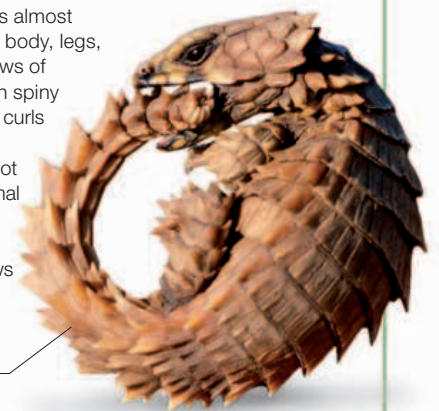 s almost
body, legs,
ws of
n spiny
curls
ot
nal
ws